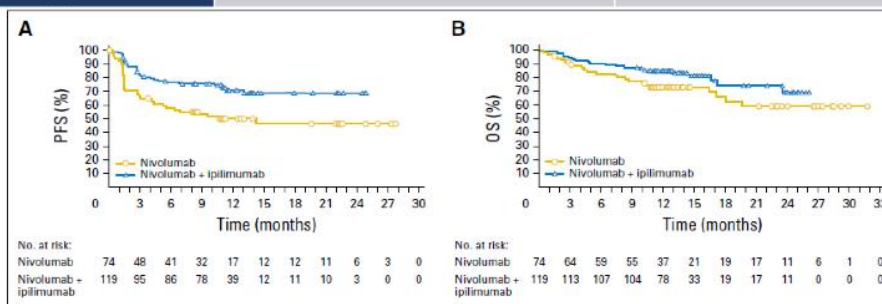 A
PFS (%)
100
90
80
70
60
50
40
30
20
10
Nivolumab
Nivolumab + ipilimumab
0 3 6 9 12 15 18 21 24 27 30
Time (months)
No. at risk:
Nivolumab 74 48 41 32 17 12 12 11 6 3 0
Nivolumab + ipilimumab 119 95 86 78 39 12 11 10 3 0 0
B
OS (%)
100
90
80
70
60
50
40
30
20
10
Nivolumab
Nivolumab + ipilimumab
0 3 6 9 12 15 18 21 24 27 30
Time (months)
No. at risk:
Nivolumab 74 64 59 55 37 21 19 17 11 6 1
Nivolumab + ipilimumab 119 113 107 104 78 33 19 17 11 0 0